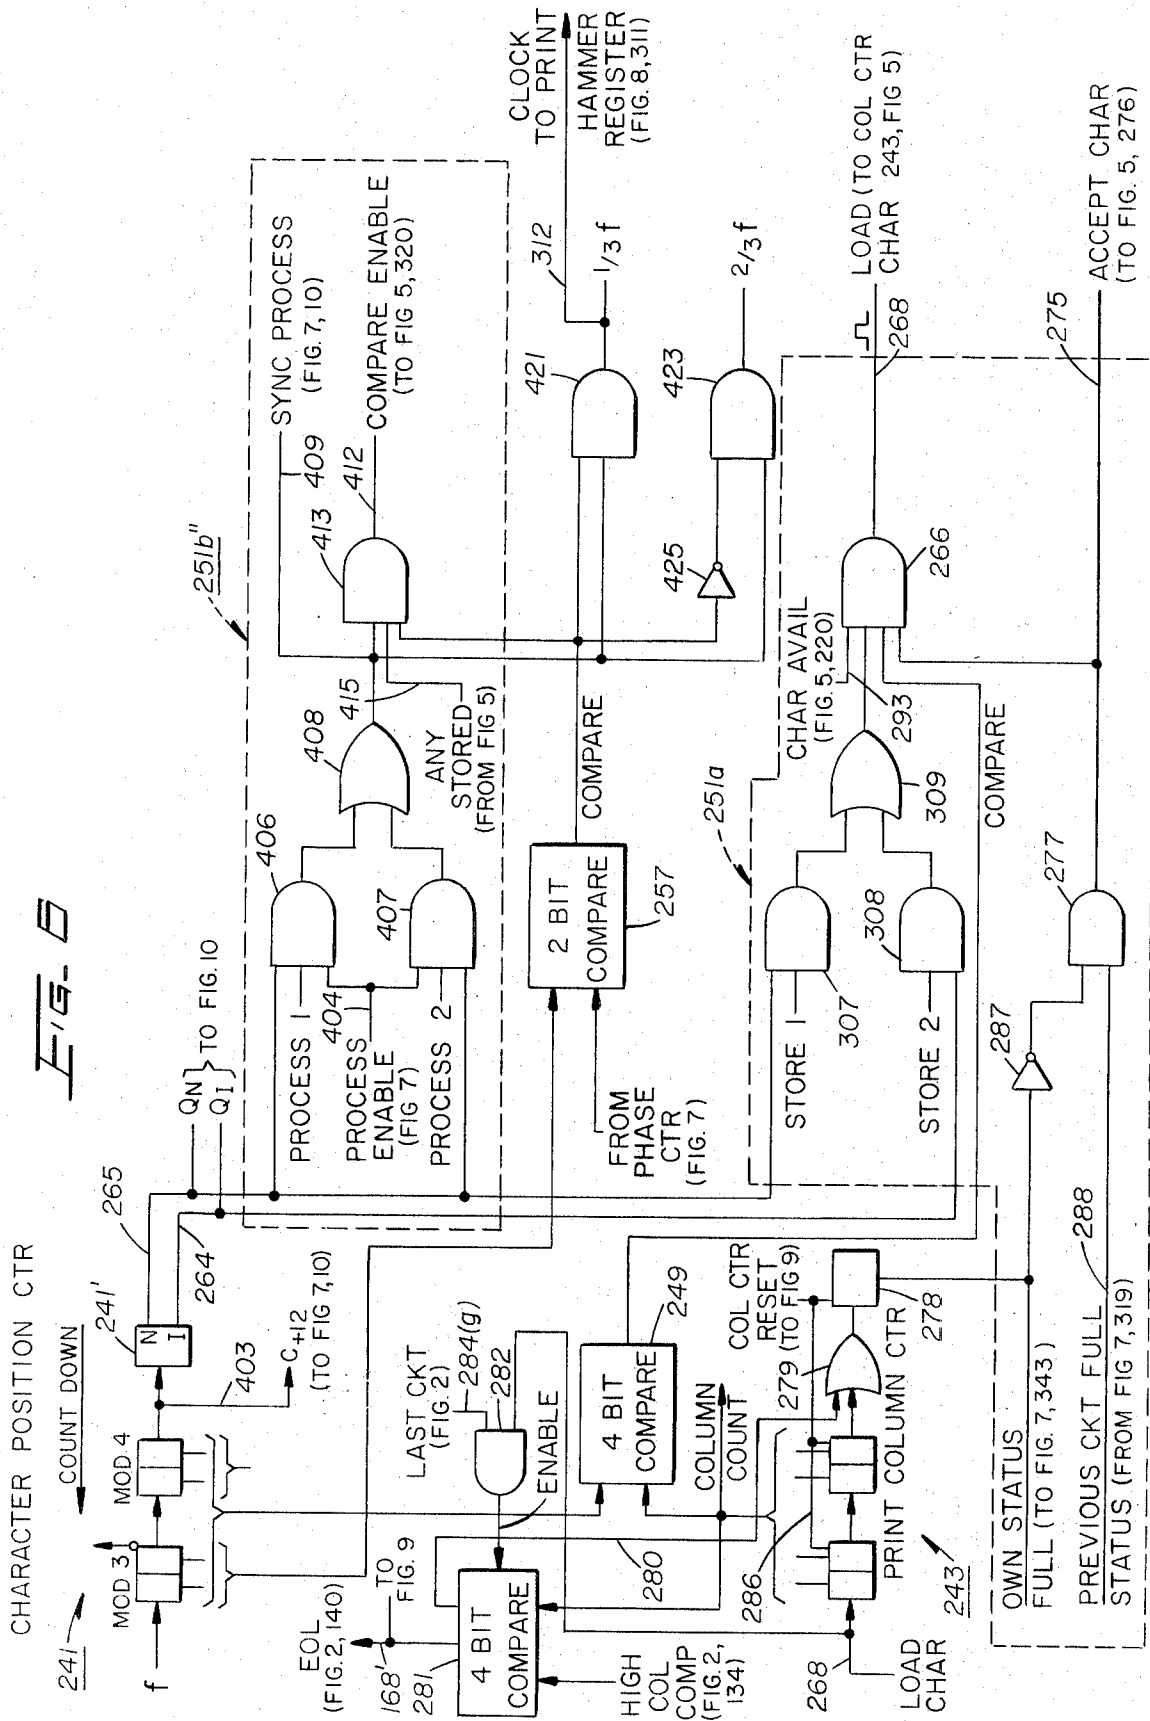 FIG. 8
CHARACTER POSITION CTR
241
COUNT DOWN
f
MOD 3
MOD 4
403
C+12
(TO FIG 7,10)
241'
N
I
265
264
QN
QI
TO FIG. 10
251b"
PROCESS 1
404
PROCESS
ENABLE
(FIG 7)
PROCESS 2
406
407
408
415
ANY
STORED
(FROM FIG 5)
409
SYNC PROCESS
(FIG. 7, 10)
413
412
COMPARE ENABLE
(TO FIG 5,320)
2 BIT
COMPARE
257
FROM
PHASE
CTR
(FIG. 7)
COMPARE
421
312
CLOCK
TO PRINT
HAMMER
REGISTER
(FIG. 8,311)
1/3 f
425
423
2/3 f
251a
STORE 1
307
STORE 2
308
309
CHAR AVAIL
(FIG. 5,220)
293
266
268
LOAD (TO COL CTR
CHAR 243, FIG 5)
COMPARE
287
277
275
ACCEPT CHAR
(TO FIG. 5, 276)
EOL
(FIG.2, 140)
168'
TO
FIG. 9
281
4 BIT
COMPARE
HIGH
COL
COMP
(FIG. 2,
134)
LAST CKT
(FIG. 2)
284(g)
282
ENABLE
4 BIT
COMPARE
249
280
COLUMN
COUNT
COL CTR
RESET
(TO FIG 9)
279
278
286
PRINT COLUMN CTR
243
268
LOAD
CHAR
OWN STATUS
FULL (TO FIG. 7,343)
PREVIOUS CKT FULL
STATUS (FROM FIG 7,319)
288